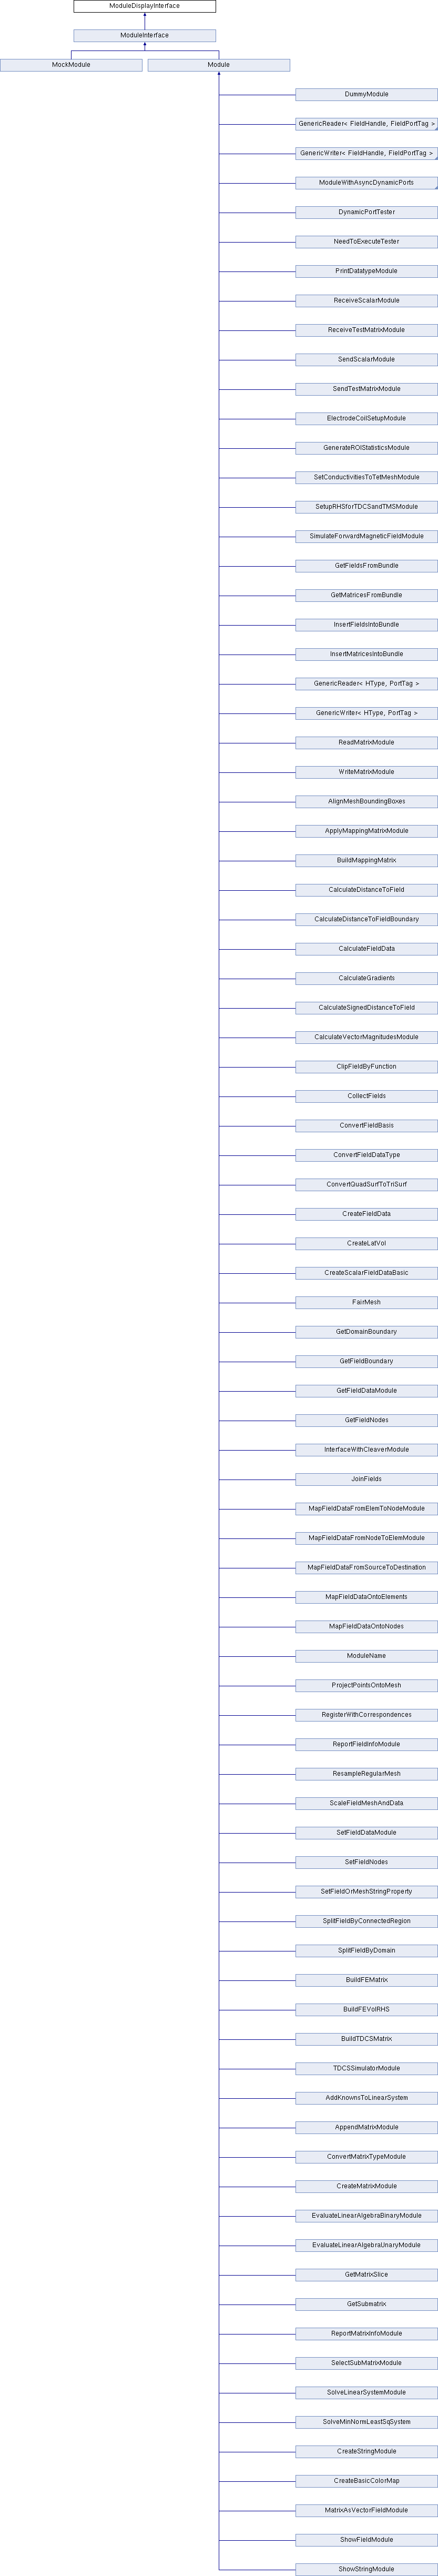 ModuleDisplayInterface
ModuleInterface
MockModule
Module
DummyModule
GenericReader< FieldHandle, FieldPortTag >
GenericWriter< FieldHandle, FieldPortTag >
ModuleWithAsyncDynamicPorts
DynamicPortTester
NeedToExecuteTester
PrintDatatypeModule
ReceiveScalarModule
ReceiveTestMatrixModule
SendScalarModule
SendTestMatrixModule
ElectrodeCoilSetupModule
GenerateROIStatisticsModule
SetConductivitiesToTetMeshModule
SetupRHSforTDCSandTMSModule
SimulateForwardMagneticFieldModule
GetFieldsFromBundle
GetMatricesFromBundle
InsertFieldsIntoBundle
InsertMatricesIntoBundle
GenericReader< HType, PortTag >
GenericWriter< HType, PortTag >
ReadMatrixModule
WriteMatrixModule
AlignMeshBoundingBoxes
ApplyMappingMatrixModule
BuildMappingMatrix
CalculateDistanceToField
CalculateDistanceToFieldBoundary
CalculateFieldData
CalculateGradients
CalculateSignedDistanceToField
CalculateVectorMagnitudesModule
ClipFieldByFunction
CollectFields
ConvertFieldBasis
ConvertFieldDataType
ConvertQuadSurfToTriSurf
CreateFieldData
CreateLatVol
CreateScalarFieldDataBasic
FairMesh
GetDomainBoundary
GetFieldBoundary
GetFieldDataModule
GetFieldNodes
InterfaceWithCleaverModule
JoinFields
MapFieldDataFromElemToNodeModule
MapFieldDataFromNodeToElemModule
MapFieldDataFromSourceToDestination
MapFieldDataOntoElements
MapFieldDataOntoNodes
ModuleName
ProjectPointsOntoMesh
RegisterWithCorrespondences
ReportFieldInfoModule
ResampleRegularMesh
ScaleFieldMeshAndData
SetFieldDataModule
SetFieldNodes
SetFieldOrMeshStringProperty
SplitFieldByConnectedRegion
SplitFieldByDomain
BuildFEMatrix
BuildFEVolRHS
BuildTDCSMatrix
TDCSSimulatorModule
AddKnownsToLinearSystem
AppendMatrixModule
ConvertMatrixTypeModule
CreateMatrixModule
EvaluateLinearAlgebraBinaryModule
EvaluateLinearAlgebraUnaryModule
GetMatrixSlice
GetSubmatrix
ReportMatrixInfoModule
SelectSubMatrixModule
SolveLinearSystemModule
SolveMinNormLeastSqSystem
CreateStringModule
CreateBasicColorMap
MatrixAsVectorFieldModule
ShowFieldModule
ShowStringModule